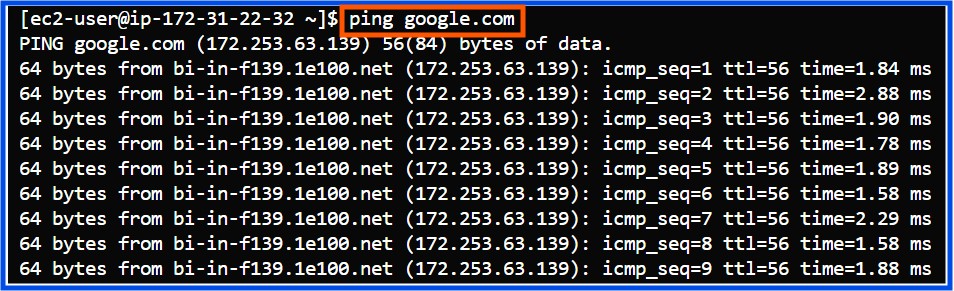 [ec2-user@ip-172-31-22-32 ~]$ ping google.com
PING google.com (172.253.63.139) 56(84) bytes of data.
64 bytes from bi-in-f139.1e100.net (172.253.63.139): icmp_seq=1 ttl=56 time=1.84 ms
64 bytes from bi-in-f139.1e100.net (172.253.63.139): icmp_seq=2 ttl=56 time=2.88 ms
64 bytes from bi-in-f139.1e100.net (172.253.63.139): icmp_seq=3 ttl=56 time=1.90 ms
64 bytes from bi-in-f139.1e100.net (172.253.63.139): icmp_seq=4 ttl=56 time=1.78 ms
64 bytes from bi-in-f139.1e100.net (172.253.63.139): icmp_seq=5 ttl=56 time=1.89 ms
64 bytes from bi-in-f139.1e100.net (172.253.63.139): icmp_seq=6 ttl=56 time=1.58 ms
64 bytes from bi-in-f139.1e100.net (172.253.63.139): icmp_seq=7 ttl=56 time=2.29 ms
64 bytes from bi-in-f139.1e100.net (172.253.63.139): icmp_seq=8 ttl=56 time=1.58 ms
64 bytes from bi-in-f139.1e100.net (172.253.63.139): icmp_seq=9 ttl=56 time=1.88 ms